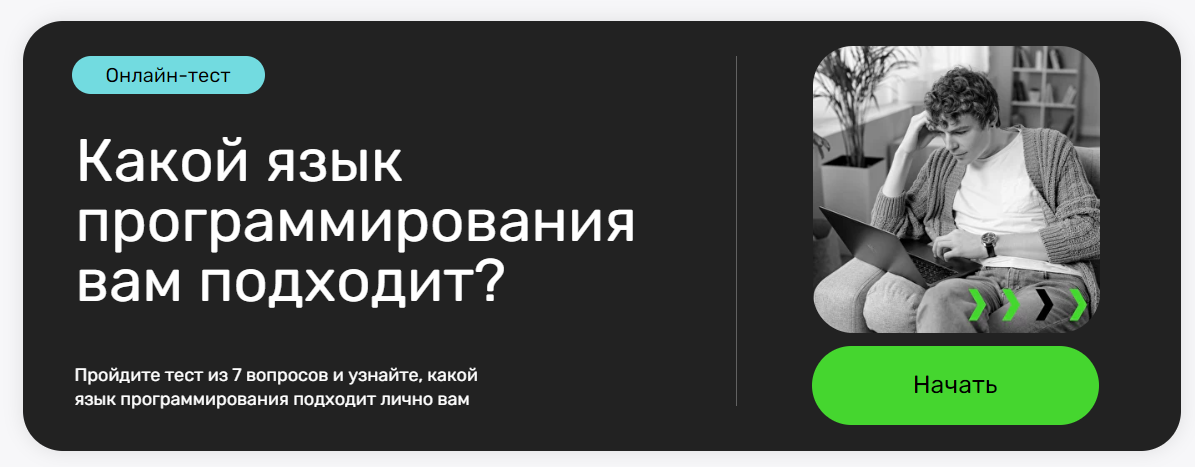 Онлайн-тест
Какой язык
программирования
вам подходит?
Пройдите тест из 7 вопросов и узнайте, какой
язык программирования подходит лично вам
Начать